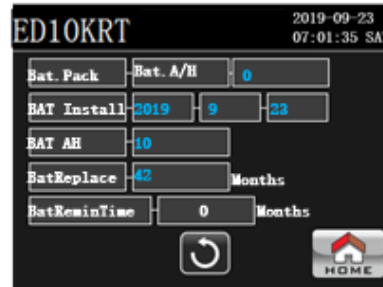 ED10KRT
2019-09-23
07:01:35 SA
Bat. Pack Bat. A/H 0
BAT Install 2019 9 23
BAT AH 10
BatReplace 42 Months
BatReminTime 0 Months
HOME